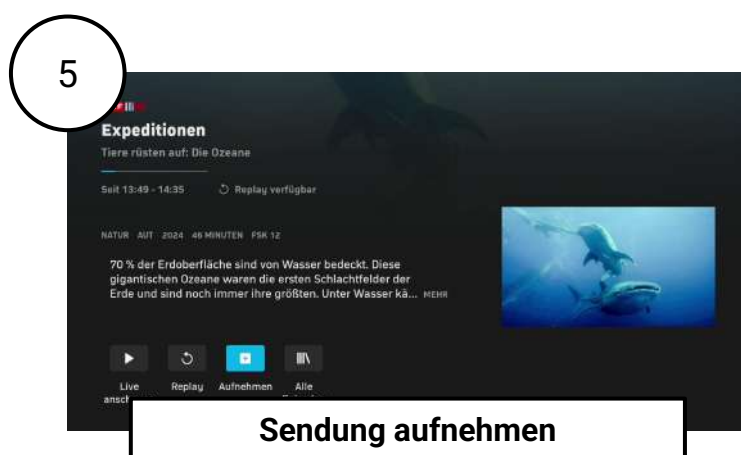 5
Expeditionen
Tiere rüsten auf: Die Ozeane
Seit 13:49 - 14:35 Replay verfügbar
NATUR AUT 2024 46 MINUTEN FSK 12
70 % der Erdoberfläche sind von Wasser bedeckt. Diese
gigantischen Ozeane waren die ersten Schlachtfelder der
Erde und sind noch immer ihre größten. Unter Wasser kä... MEHR
Live Replay Aufnehmen Alle
Sendung aufnehmen